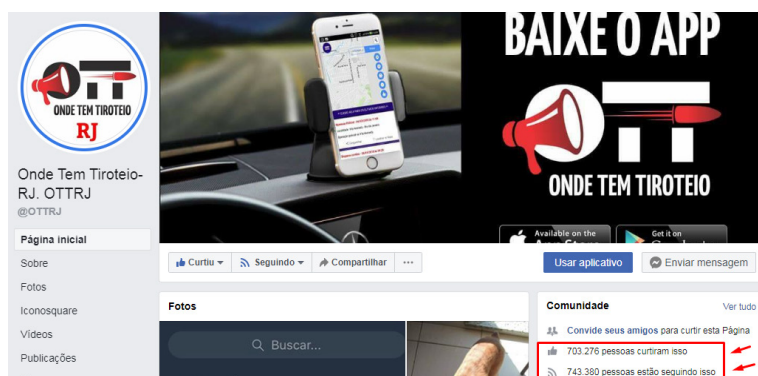 OTT
ONDE TEM TIROTEIO
RJ
Onde Tem Tiroteio-
RJ. OTTRJ
@OTTRJ
Página inicial
Sobre
Fotos
Iconosquare
Vídeos
Publicações
BAIXE O APP
OTT
ONDE TEM TIROTEIO
Available on the
Get it on
Curtiu
Seguindo
Compartilhar
Usar aplicativo
Enviar mensagem
Fotos
Buscar...
Comunidade
Ver tudo
Convide seus amigos para curtir esta Página
703.276 pessoas curtiram isso
743.380 pessoas estão seguindo isso